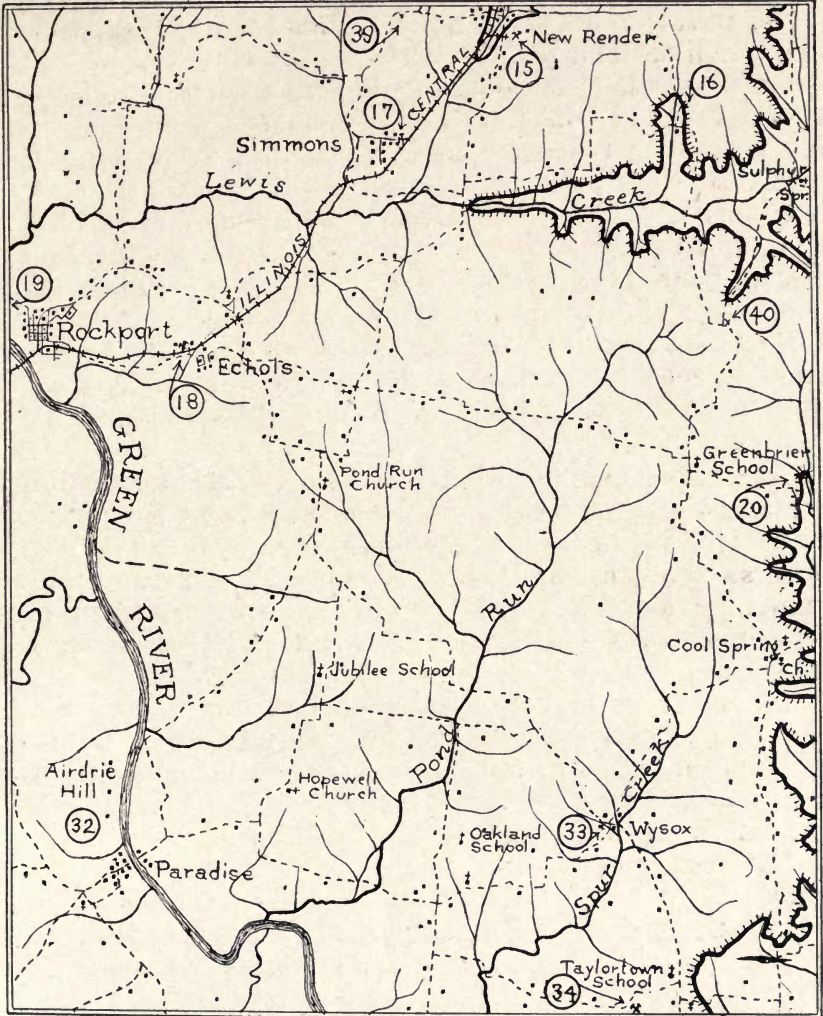 39
New Render
15
CENTRAL
16
17
Simmons
Lewis
Creek
Sulphur
Spr.
ILLINOIS
19
Rockport
40
Echols
18
GREEN
Greenbrier
School
Pond Run
Church
20
Run
RIVER
Cool Spring
Ch.
Jubilee School
Pond
Creek
Airdrie
Hill
Hopewell
Church
32
Oakland
School
33
Wysox
Paradise
Spur
Taylortown
School
34